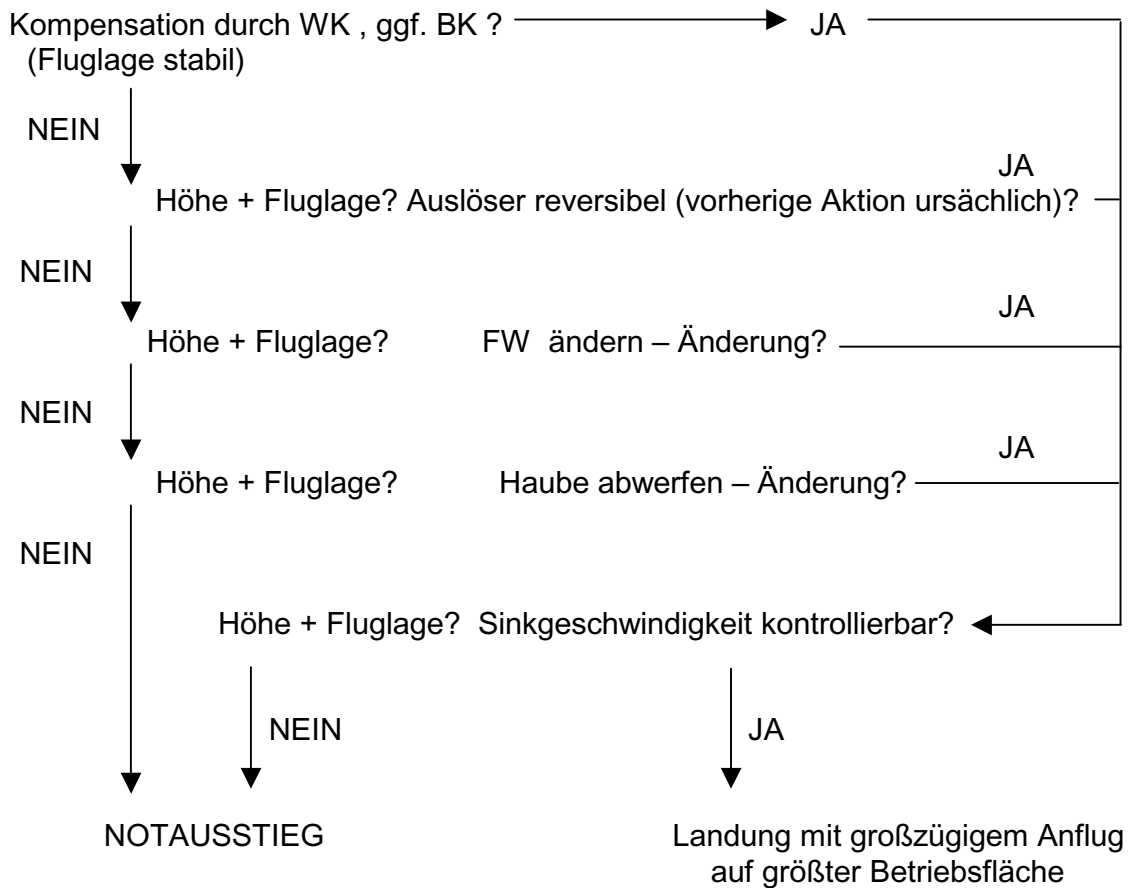 Kompensation durch WK , ggf. BK ? JA
(Fluglage stabil)
NEIN
JA
Höhe + Fluglage? Auslöser reversibel (vorherige Aktion ursächlich)?
NEIN
JA
Höhe + Fluglage? FW ändern – Änderung?
NEIN
JA
Höhe + Fluglage? Haube abwerfen – Änderung?
NEIN
Höhe + Fluglage? Sinkgeschwindigkeit kontrollierbar?
NEIN JA
NOTAUSSTIEG Landung mit großzügigem Anflug
auf größter Betriebsfläche